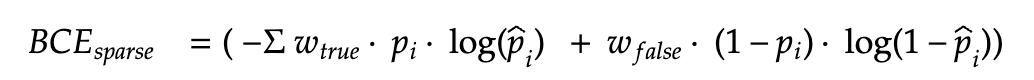 BCE_sparse = ( −Σ w_true · p_i · log(p̂_i) + w_false · (1 − p_i) · log(1 − p̂_i))